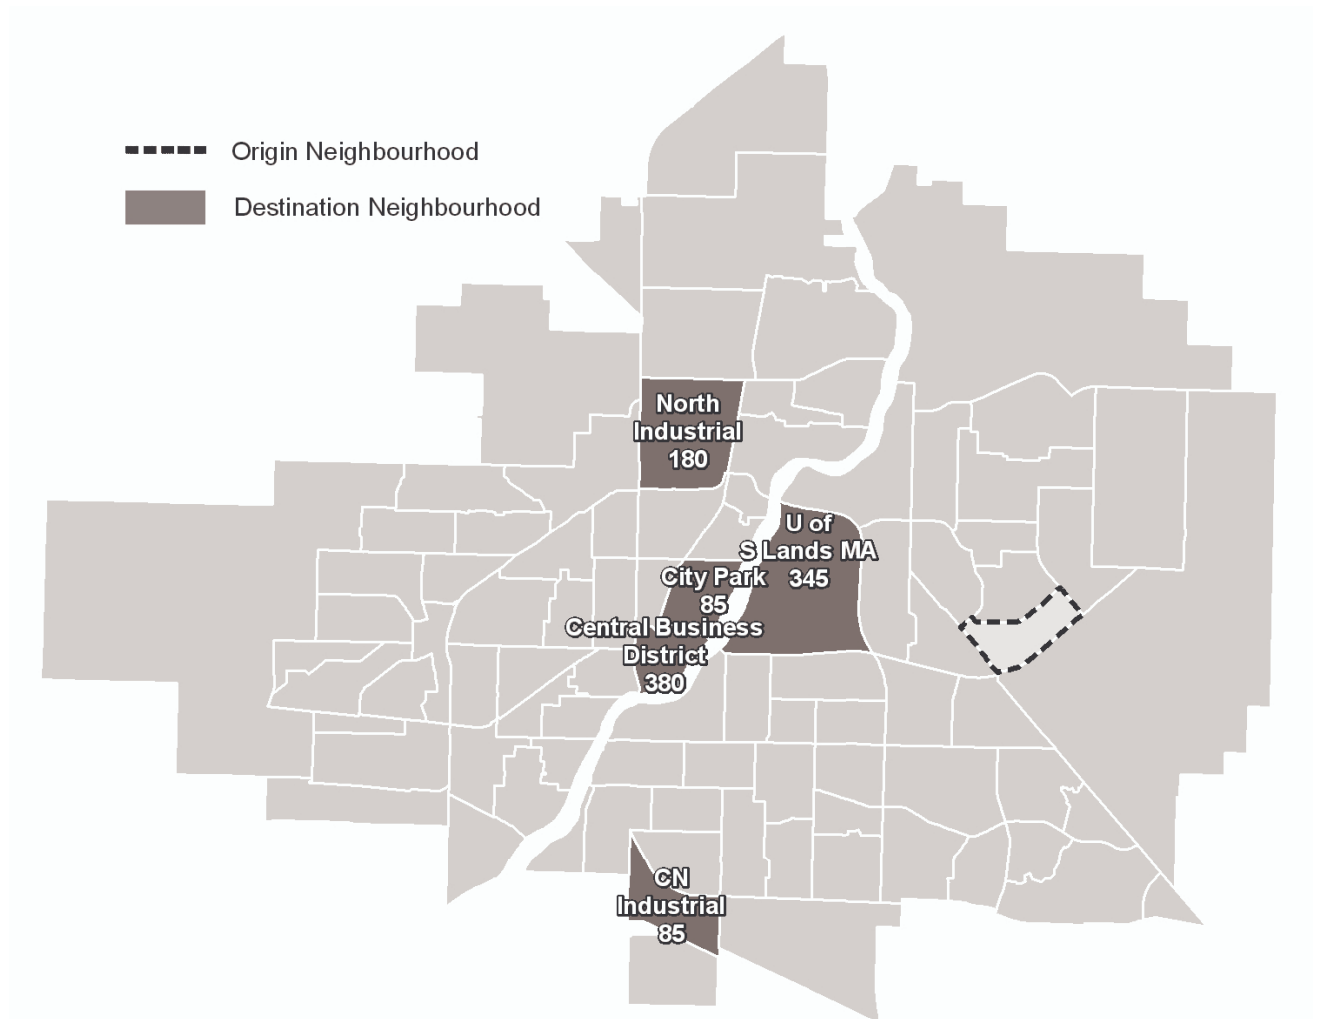 Origin Neighbourhood
Destination Neighbourhood
North
Industrial
180
U of
S Lands MA
345
City Park
85
Central Business
District
380
CN
Industrial
85